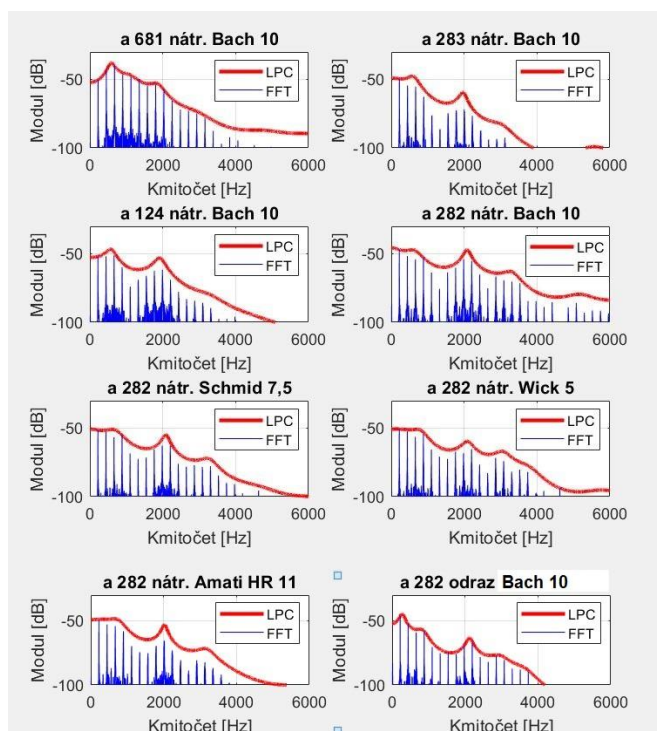 a 681 nátr. Bach 10
a 283 nátr. Bach 10
Modul [dB]
-50
-100
LPC
FFT
0 2000 4000 6000
Kmitočet [Hz]
Modul [dB]
-50
-100
LPC
FFT
0 2000 4000 6000
Kmitočet [Hz]
a 124 nátr. Bach 10
a 282 nátr. Bach 10
Modul [dB]
-50
-100
LPC
FFT
0 2000 4000 6000
Kmitočet [Hz]
Modul [dB]
-50
-100
LPC
FFT
0 2000 4000 6000
Kmitočet [Hz]
a 282 nátr. Schmid 7,5
a 282 nátr. Wick 5
Modul [dB]
-50
-100
LPC
FFT
0 2000 4000 6000
Modul [dB]
-50
-100
LPC
FFT
0 2000 4000 6000
a 282 nátr. Amati HR 11
a 282 odraz Bach 10
Modul [dB]
-50
-100
LPC
FFT
0 2000 4000 6000
Kmitočet [Hz]
Modul [dB]
-50
-100
LPC
FFT
0 2000 4000 6000
Kmitočet [Hz]